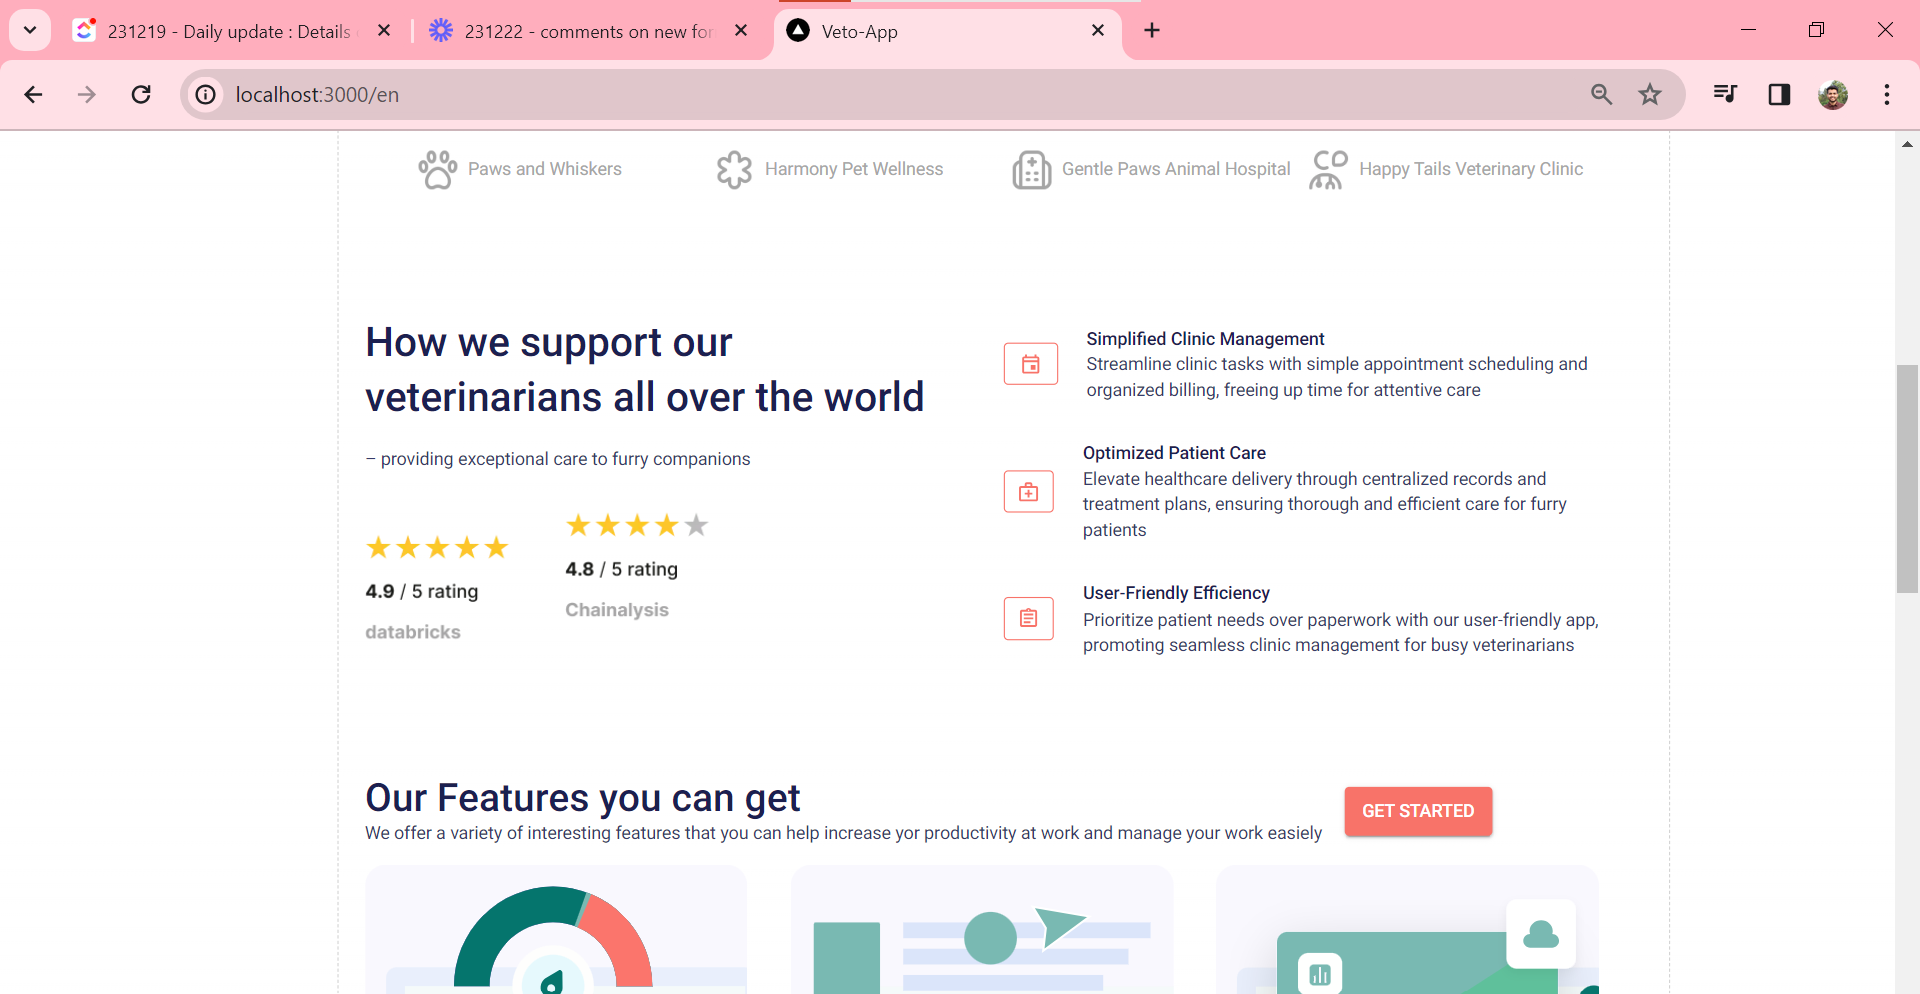 231219 - Daily update : Details
231222 - comments on new for
Veto-App
localhost:3000/en
Paws and Whiskers
Harmony Pet Wellness
Gentle Paws Animal Hospital
Happy Tails Veterinary Clinic
How we support our
veterinarians all over the world
– providing exceptional care to furry companions
4.9 / 5 rating
databricks
4.8 / 5 rating
Chainalysis
Simplified Clinic Management
Streamline clinic tasks with simple appointment scheduling and
organized billing, freeing up time for attentive care
Optimized Patient Care
Elevate healthcare delivery through centralized records and
treatment plans, ensuring thorough and efficient care for furry
patients
User-Friendly Efficiency
Prioritize patient needs over paperwork with our user-friendly app,
promoting seamless clinic management for busy veterinarians
Our Features you can get
We offer a variety of interesting features that you can help increase yor productivity at work and manage your work easiely
GET STARTED